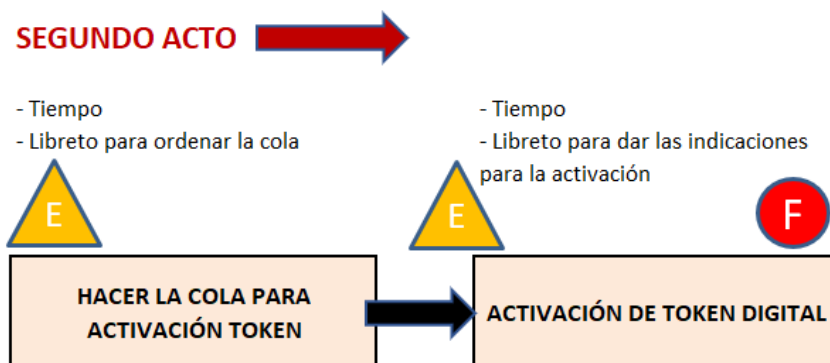 SEGUNDO ACTO
- Tiempo
- Libreto para ordenar la cola
- Tiempo
- Libreto para dar las indicaciones
para la activación
E
E
F
HACER LA COLA PARA
ACTIVACIÓN TOKEN
ACTIVACIÓN DE TOKEN DIGITAL